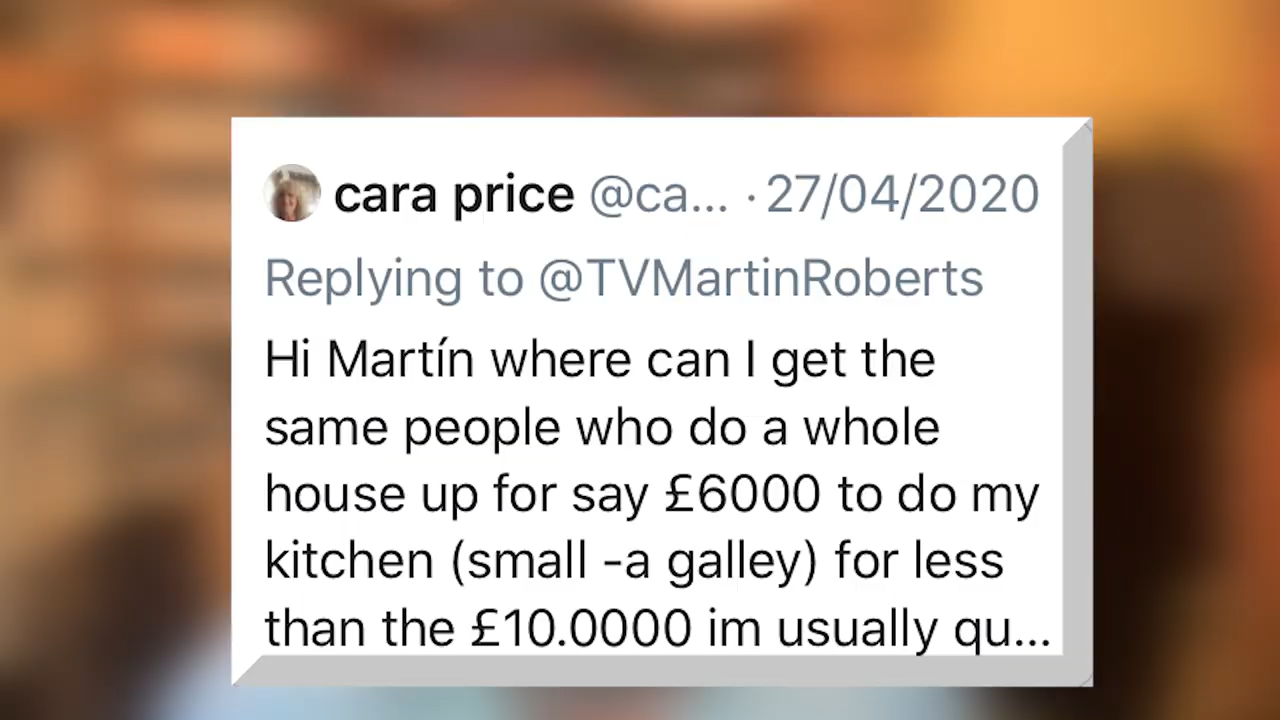 cara price @ca... · 27/04/2020
Replying to @TVMartinRoberts
Hi Martín where can I get the
same people who do a whole
house up for say £6000 to do my
kitchen (small -a galley) for less
than the £10.0000 im usually qu...